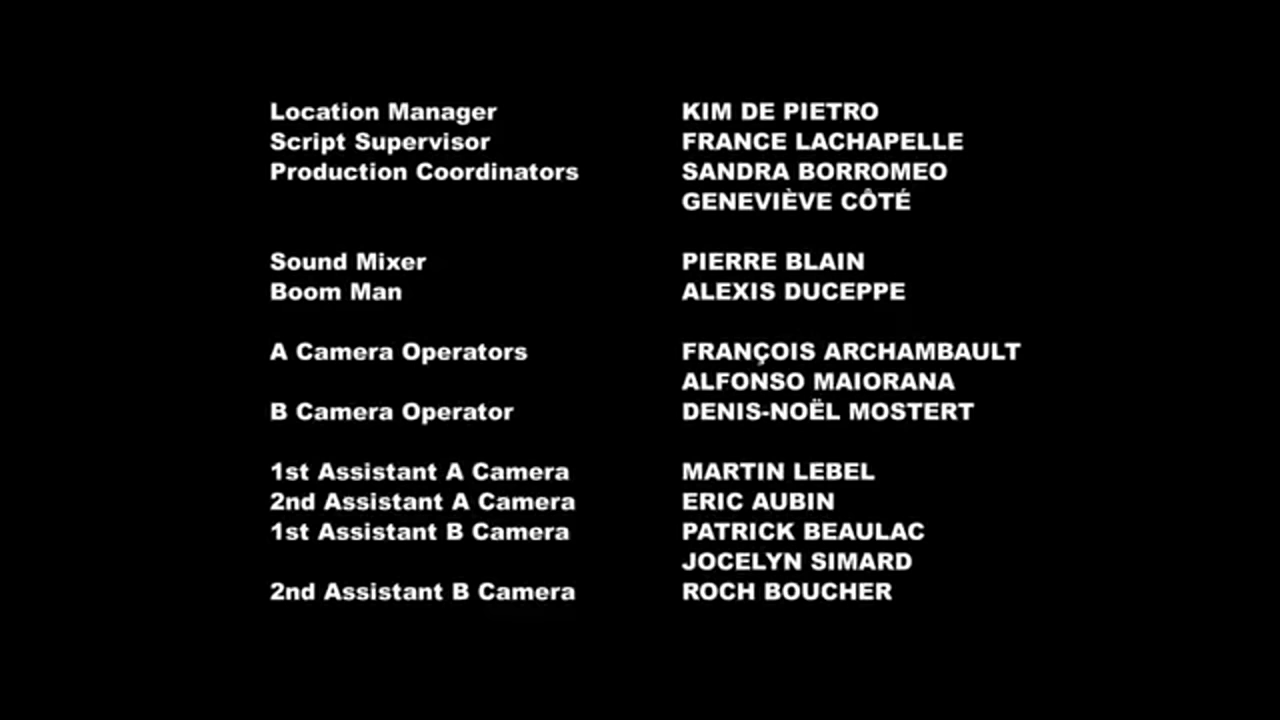 Location Manager KIM DE PIETRO
Script Supervisor FRANCE LACHAPELLE
Production Coordinators SANDRA BORROMEO
GENEVIÈVE CÔTÉ
Sound Mixer PIERRE BLAIN
Boom Man ALEXIS DUCEPPE
A Camera Operators FRANÇOIS ARCHAMBAULT
ALFONSO MAIORANA
B Camera Operator DENIS-NOËL MOSTERT
1st Assistant A Camera MARTIN LEBEL
2nd Assistant A Camera ERIC AUBIN
1st Assistant B Camera PATRICK BEAULAC
JOCELYN SIMARD
2nd Assistant B Camera ROCH BOUCHER